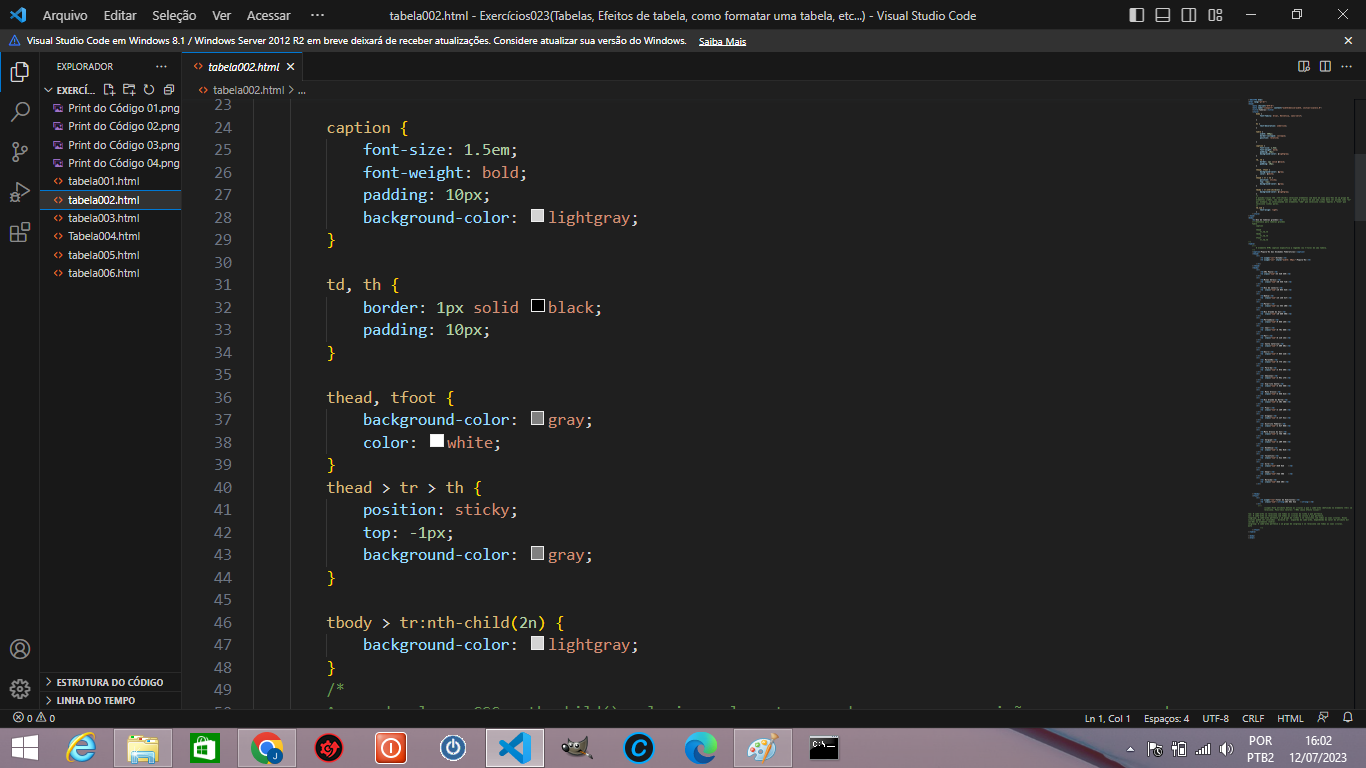 Arquivo Editar Seleção Ver Acessar ···
tabela002.html - Exercícios023(Tabelas, Efeitos de tabela, como formatar uma tabela, etc...) - Visual Studio Code
Visual Studio Code em Windows 8.1 / Windows Server 2012 R2 em breve deixará de receber atualizações. Considere atualizar sua versão do Windows. Saiba Mais
EXPLORADOR ···
tabela002.html
EXERCÍ...
tabela002.html > ...
Print do Código 01.png
Print do Código 02.png
Print do Código 03.png
Print do Código 04.png
tabela001.html
tabela002.html
tabela003.html
Tabela004.html
tabela005.html
tabela006.html
23
24 caption {
25 font-size: 1.5em;
26 font-weight: bold;
27 padding: 10px;
28 background-color: lightgray;
29 }
30
31 td, th {
32 border: 1px solid black;
33 padding: 10px;
34 }
35
36 thead, tfoot {
37 background-color: gray;
38 color: white;
39 }
40 thead > tr > th {
41 position: sticky;
42 top: -1px;
43 background-color: gray;
44 }
45
46 tbody > tr:nth-child(2n) {
47 background-color: lightgray;
48 }
49 /*
ESTRUTURA DO CÓDIGO
LINHA DO TEMPO
0 0
Ln 1, Col 1 Espaços: 4 UTF-8 CRLF HTML
POR
PTB2
16:02
12/07/2023